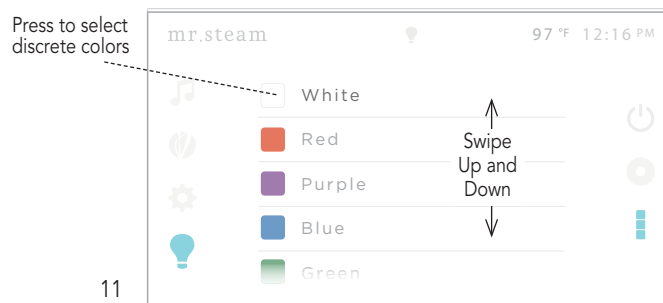 Press to select
discrete colors
mr.steam
97 °F 12:16 PM
White
Red
Purple
Blue
Green
Swipe
Up and
Down
11